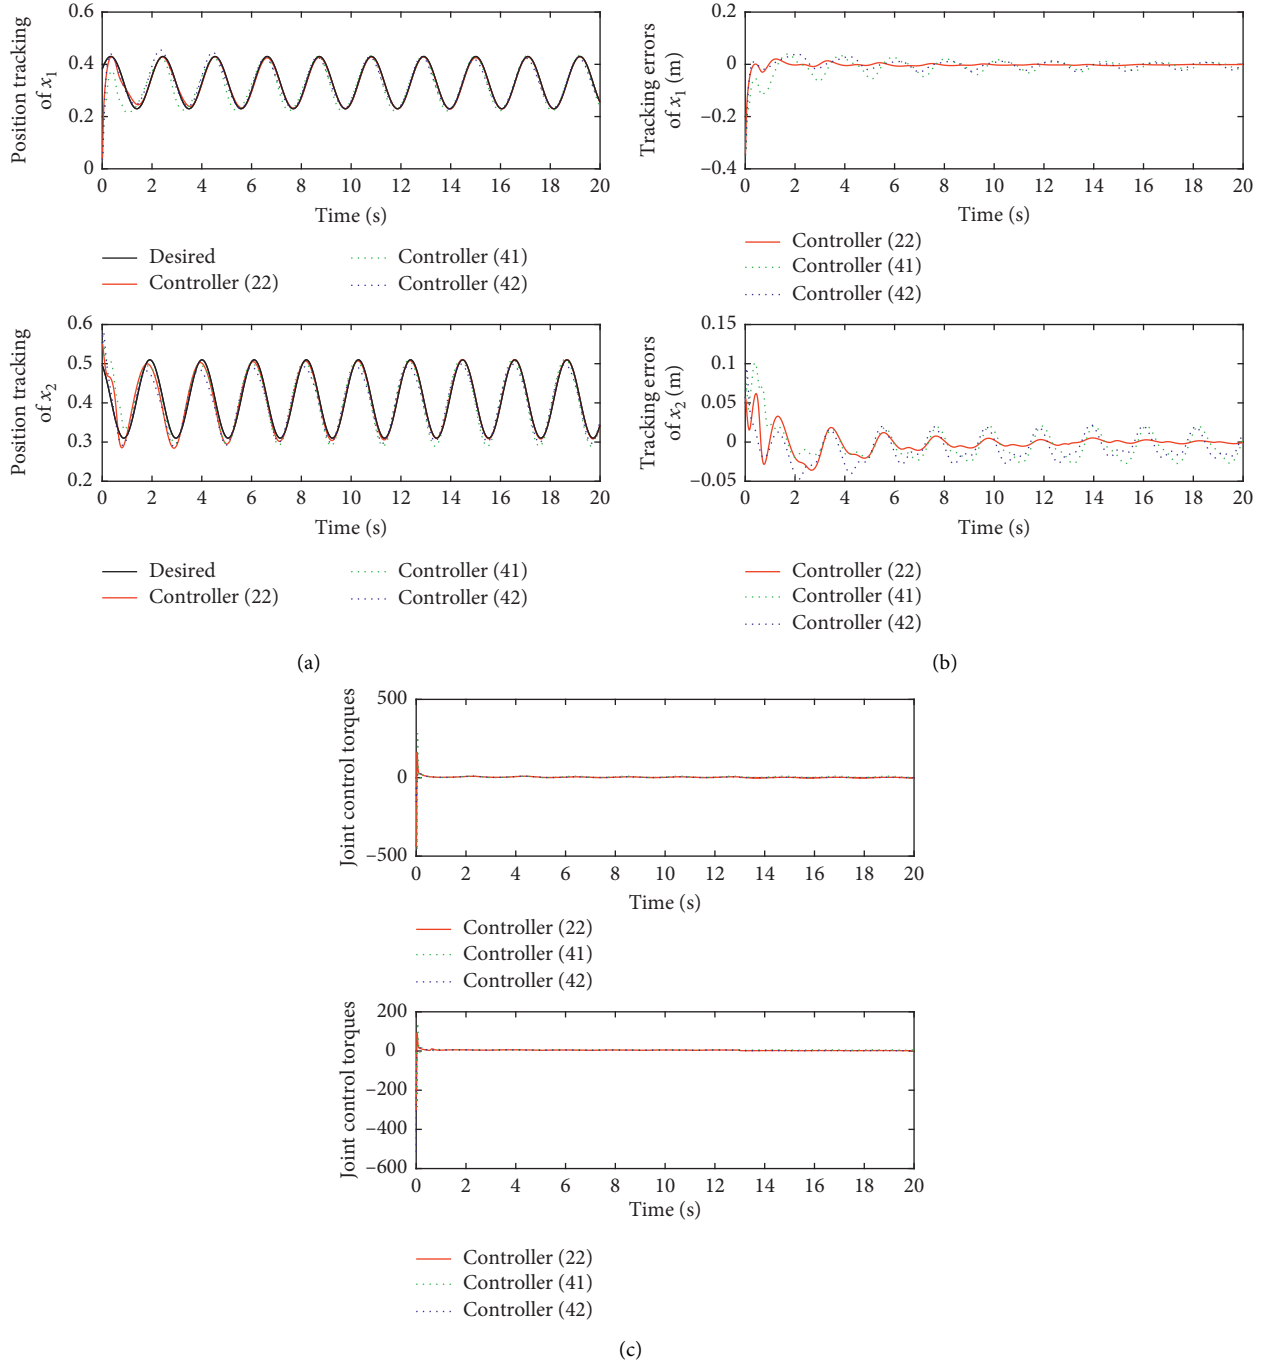 Position tracking
of x1
0.6
0.4
0.2
0
0 2 4 6 8 10 12 14 16 18 20
Time (s)
Desired
Controller (22)
Controller (41)
Controller (42)
Tracking errors
of x1 (m)
0.2
0
−0.2
−0.4
0 2 4 6 8 10 12 14 16 18 20
Time (s)
Controller (22)
Controller (41)
Controller (42)
Position tracking
of x2
0.6
0.5
0.4
0.3
0.2
0 2 4 6 8 10 12 14 16 18 20
Time (s)
Desired
Controller (22)
Controller (41)
Controller (42)
(a)
Tracking errors
of x2 (m)
0.15
0.1
0.05
0
−0.05
0 2 4 6 8 10 12 14 16 18 20
Time (s)
Controller (22)
Controller (41)
Controller (42)
(b)
Joint control torques
500
0
−500
0 2 4 6 8 10 12 14 16 18 20
Time (s)
Controller (22)
Controller (41)
Controller (42)
Joint control torques
200
0
−200
−400
−600
0 2 4 6 8 10 12 14 16 18 20
Time (s)
Controller (22)
Controller (41)
Controller (42)
(c)